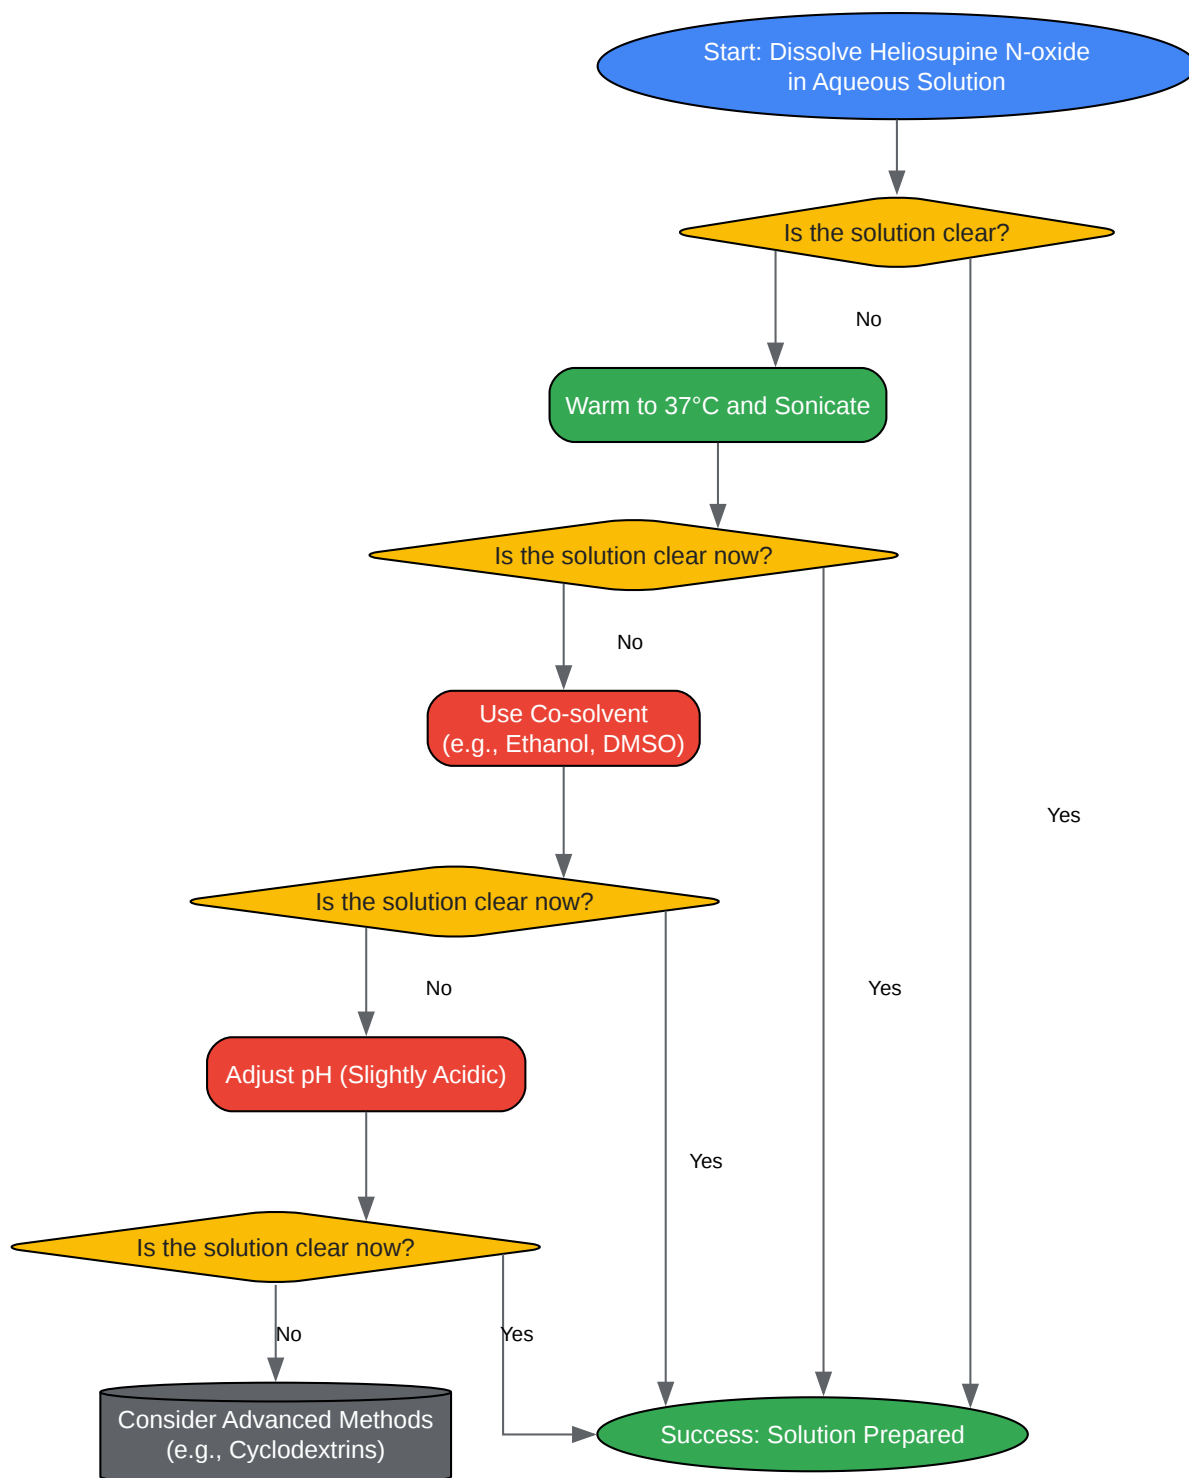 Start: Dissolve Heliosupine N-oxide
in Aqueous Solution
Is the solution clear?
No
Warm to 37°C and Sonicate
Is the solution clear now?
No
Use Co-solvent
(e.g., Ethanol, DMSO)
Yes
Is the solution clear now?
No
Yes
Adjust pH (Slightly Acidic)
Yes
Is the solution clear now?
No
Yes
Consider Advanced Methods
(e.g., Cyclodextrins)
Success: Solution Prepared